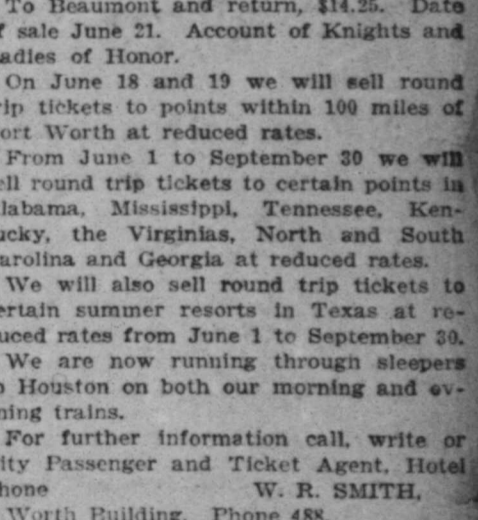 To Beaumont and return, $14.25. Date
f sale June 21. Account of Knights and
adies of Honor.
On June 18 and 19 we will sell round
rip tickets to points within 100 miles of
ort Worth at reduced rates.
From June 1 to September 30 we will
ell round trip tickets to certain points in
labama, Mississippi, Tennessee, Ken-
ucky, the Virginias, North and South
arolina and Georgia at reduced rates.
We will also sell round trip tickets to
ertain summer resorts in Texas at re-
uced rates from June 1 to September 30.
We are now running through sleepers
o Houston on both our morning and ev-
ning trains.
For further information call, write or
ity Passenger and Ticket Agent, Hotel
hone W. R. SMITH,
Worth Building. Phone 488.